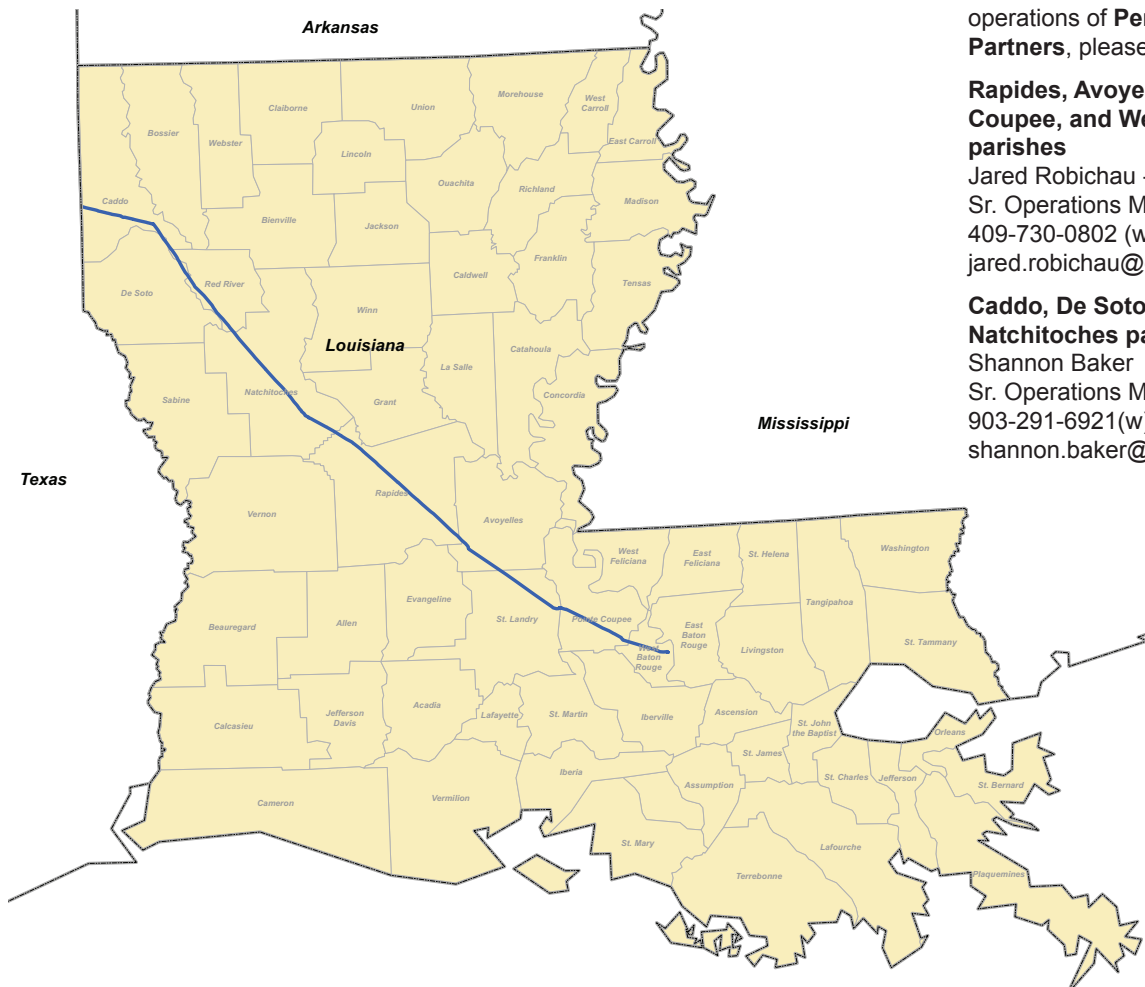 Arkansas
Morehouse
West
Carroll
Claiborne
Union
Bossier
Webster
Lincoln
East Carroll
Ouachita
Richland
Caddo
Madison
Bienville
Jackson
Franklin
Caldwell
Red River
Tensas
De Soto
Winn
Louisiana
Catahoula
La Salle
Natchitoches
Concordia
Sabine
Grant
Mississippi
Texas
Rapides
Vernon
Avoyelles
West
Feliciana
East
Feliciana
St. Helena
Washington
Evangeline
Tangipahoa
St. Landry
Pointe Coupee
Beauregard
Allen
East
Baton
Rouge
St. Tammany
West
Baton
Rouge
Livingston
Acadia
Jefferson
Davis
Lafayette
St. Martin
Iberville
Ascension
Calcasieu
St. John
the Baptist
Orleans
St. James
Iberia
St. Charles
Jefferson
Assumption
St. Bernard
Vermilion
Cameron
St. Mary
Lafourche
Terrebonne
Plaquemines
operations of Per
Partners, please
Rapides, Avoye
Coupee, and We
parishes
Jared Robichau -
Sr. Operations M
409-730-0802 (w
jared.robichau@
Caddo, De Soto
Natchitoches pa
Shannon Baker
Sr. Operations M
903-291-6921(w)
shannon.baker@